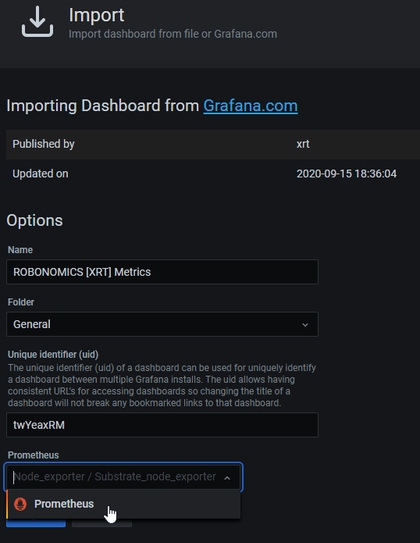 Import
Import dashboard from file or Grafana.com
Importing Dashboard from Grafana.com
Published by xrt
Updated on 2020-09-15 18:36:04
Options
Name
ROBONOMICS [XRT] Metrics
Folder
General
Unique identifier (uid)
The unique identifier (uid) of a dashboard can be used for uniquely identify
a dashboard between multiple Grafana installs. The uid allows having
consistent URL's for accessing dashboards so changing the title of a
dashboard will not break any bookmarked links to that dashboard.
twYeaxRM
Prometheus
Node_exporter / Substrate_node_exporter
Prometheus